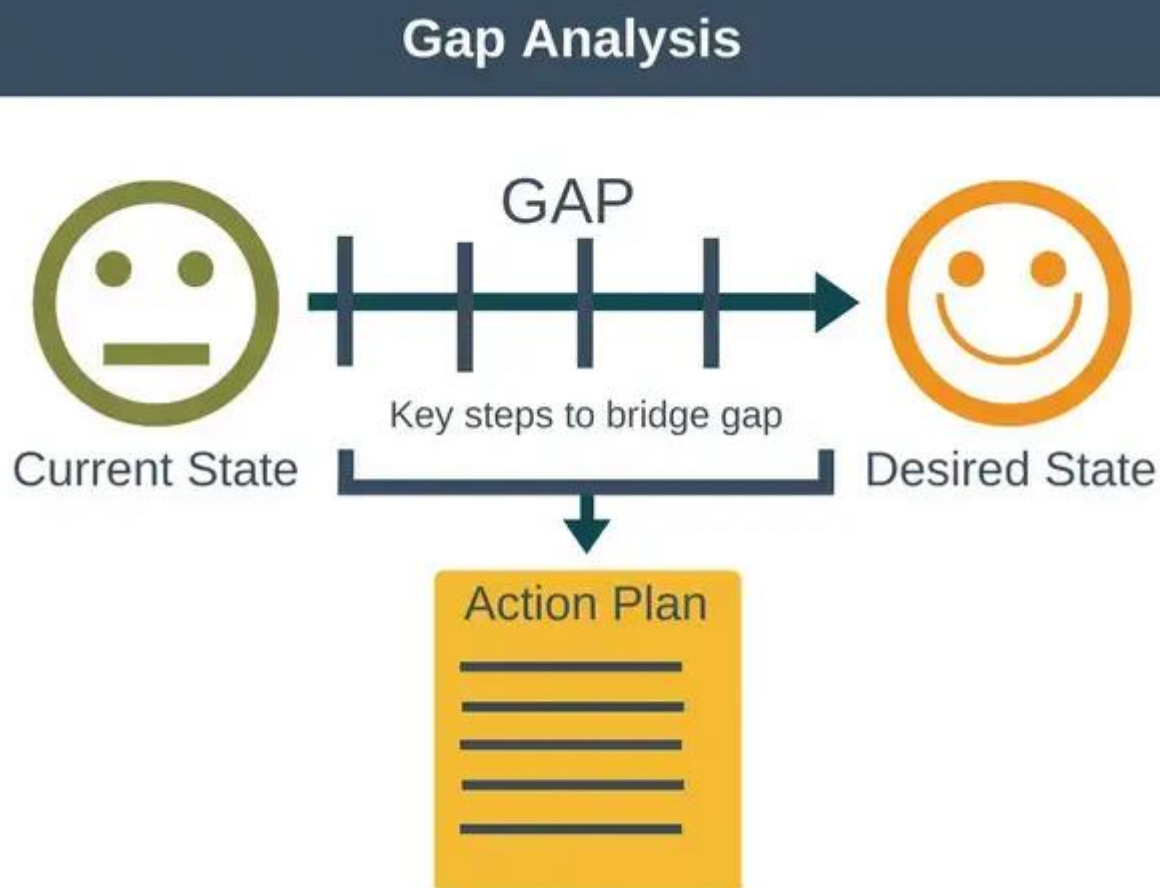 Gap Analysis
GAP
Key steps to bridge gap
Current State
Desired State
Action Plan